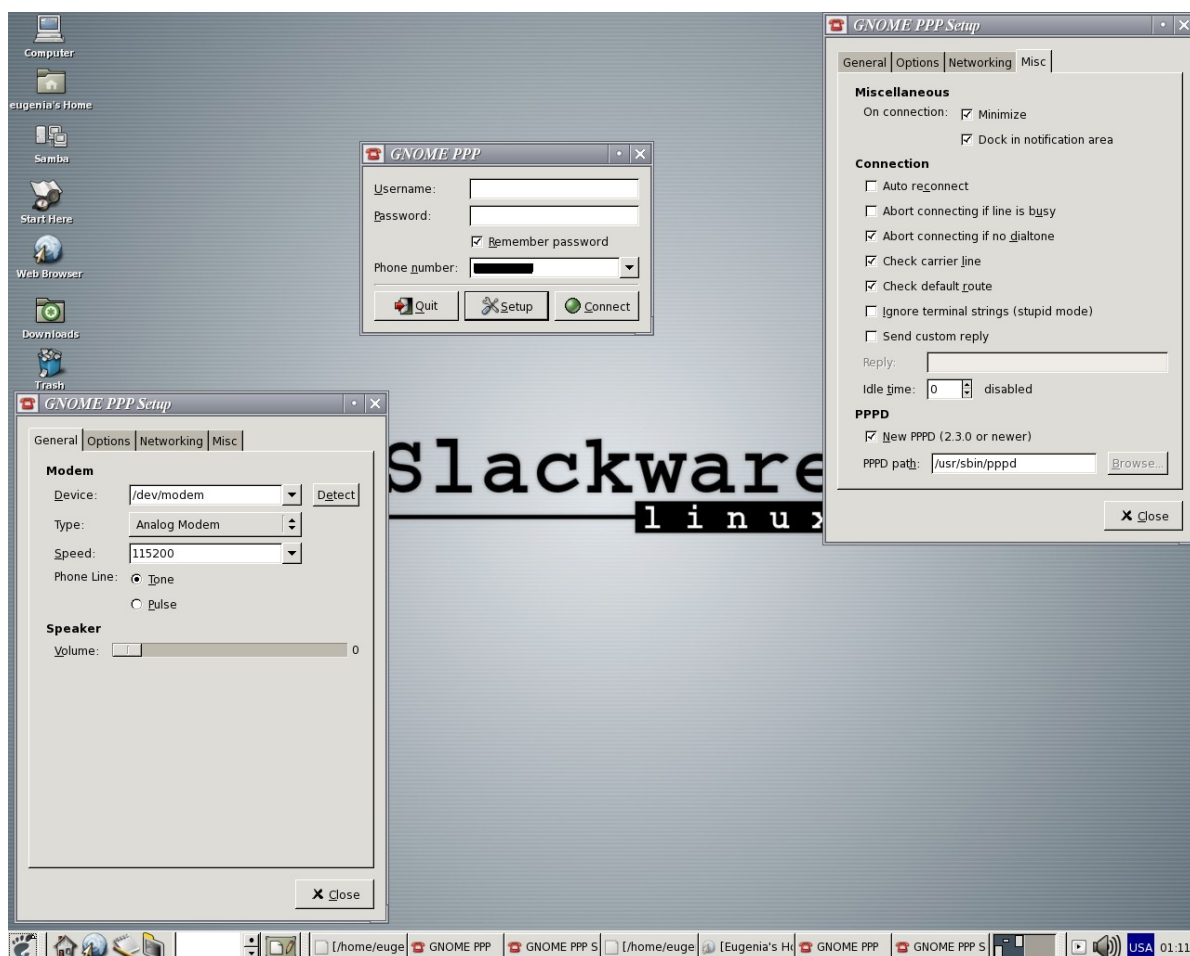 Computer
eugenia's Home
Samba
Start Here
Web Browser
Downloads
Trash
GNOME PPP
Username:
Password:
Remember password
Phone number:
Quit Setup Connect
GNOME PPP Setup
General Options Networking Misc
Miscellaneous
On connection: Minimize
Dock in notification area
Connection
Auto reconnect
Abort connecting if line is busy
Abort connecting if no dialtone
Check carrier line
Check default route
Ignore terminal strings (stupid mode)
Send custom reply
Reply:
Idle time: 0 disabled
PPPD
New PPPD (2.3.0 or newer)
PPPD path: /usr/sbin/pppd Browse...
Close
GNOME PPP Setup
General Options Networking Misc
Modem
Device: /dev/modem Detect
Type: Analog Modem
Speed: 115200
Phone Line: Tone
Pulse
Speaker
Volume: 0
Close
Slackware
linux
[/home/euge GNOME PPP GNOME PPP S [/home/euge [Eugenia's Ho GNOME PPP GNOME PPP S USA 01:11